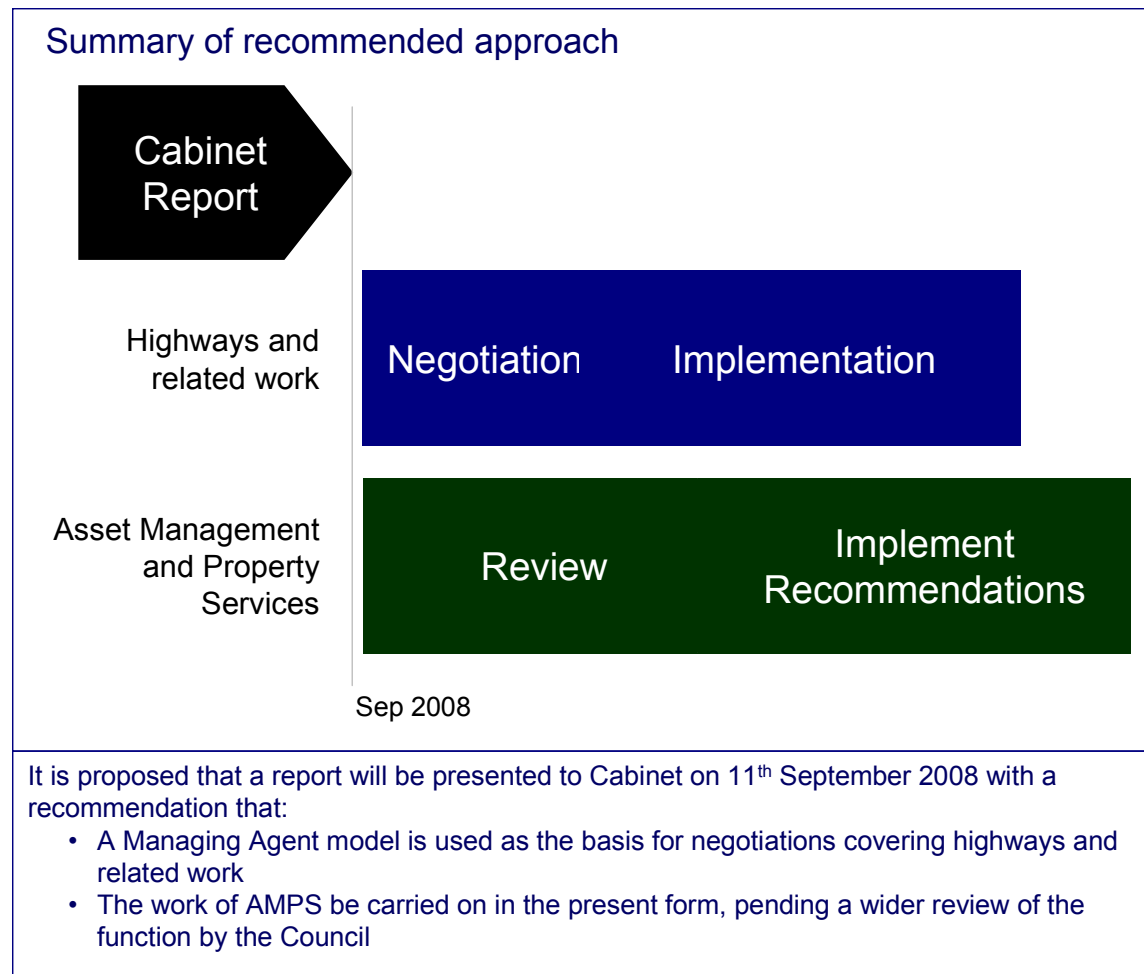 Summary of recommended approach
Cabinet
Report
Highways and
related work
Negotiation
Implementation
Asset Management
and Property
Services
Review
Implement
Recommendations
Sep 2008
It is proposed that a report will be presented to Cabinet on 11th September 2008 with a
recommendation that:
• A Managing Agent model is used as the basis for negotiations covering highways and
related work
• The work of AMPS be carried on in the present form, pending a wider review of the
function by the Council